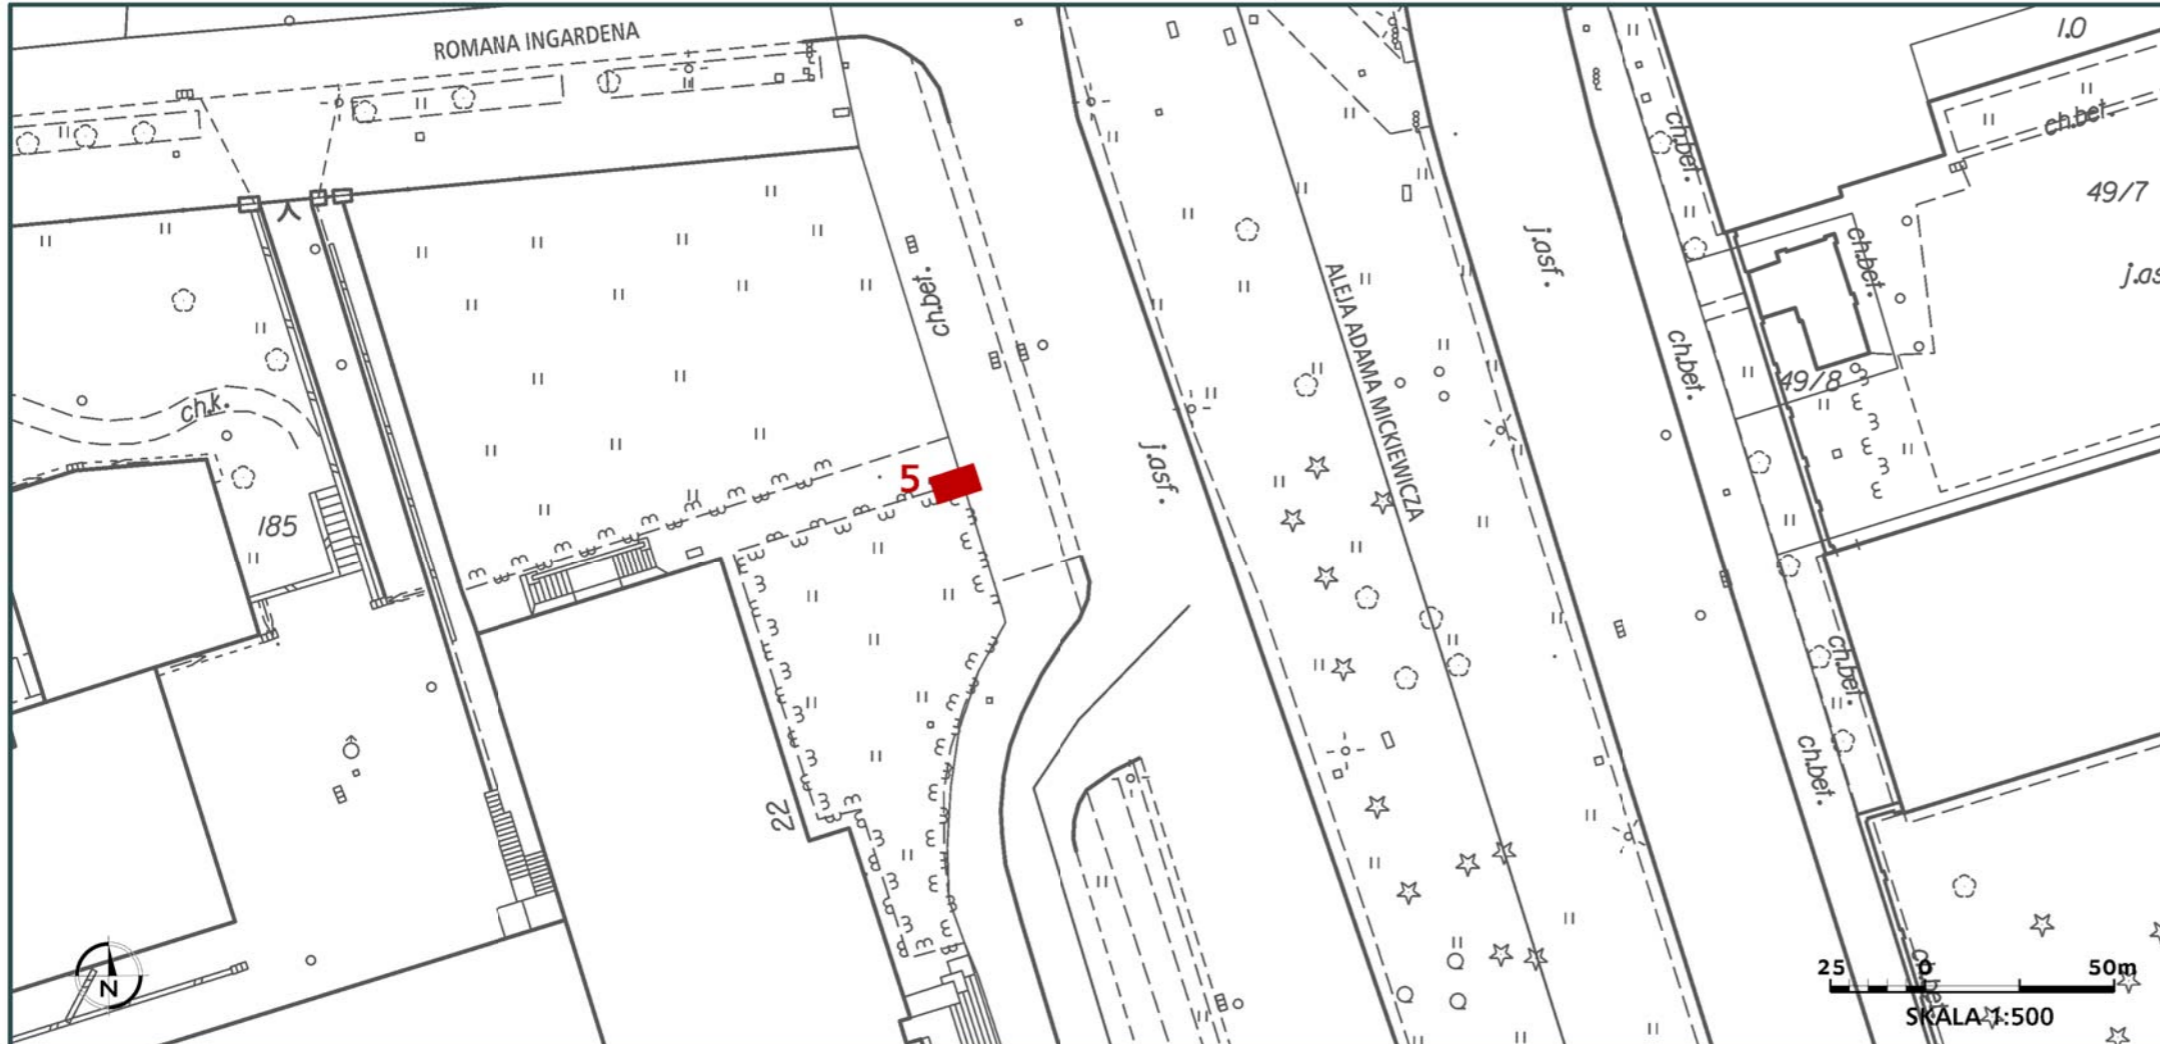 ROMANA INGARDENA
1.0
ch.bet.
ch.bet.
49/7
j.asf.
ch.bet.
j.as
ch.bet.
ALEJA ADAMA MICKIEWICZA
ch.bet.
49/8
ch.k.
j.asf.
5
185
ch.bet.
22
ch.bet.
ch.bet.
N
25 0 50m
SKALA 1:500